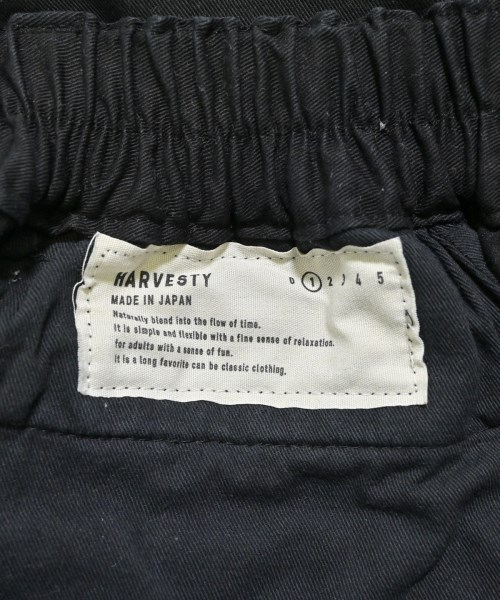 HARVESTY 0 1 2 / 4 5
MADE IN JAPAN
Naturally blend into the flow of time.
It is simple and flexible with a fine sense of relaxation.
for adults with a sense of fun.
it is a long favorite can be classic clothing.